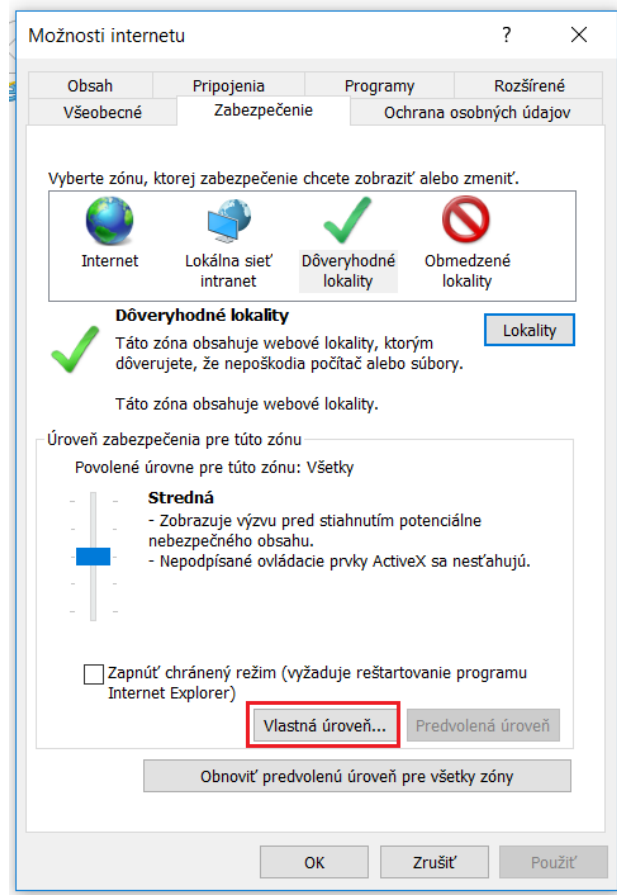 Možnosti internetu
?
Obsah
Pripojenia
Programy
Rozšírené
Všeobecné
Zabezpečenie
Ochrana osobných údajov
Vyberte zónu, ktorej zabezpečenie chcete zobraziť alebo zmeniť.
Internet
Lokálna sieť
intranet
Dôveryhodné
lokality
Obmedzené
lokality
Dôveryhodné lokality
Lokality
Táto zóna obsahuje webové lokality, ktorým
dôverujete, že nepoškodia počítač alebo súbory.
Táto zóna obsahuje webové lokality.
Úroveň zabezpečenia pre túto zónu
Povolené úrovne pre túto zónu: Všetky
Stredná
- Zobrazuje výzvu pred stiahnutím potenciálne
nebezpečného obsahu.
- Nepodpísané ovládacie prvky ActiveX sa nesťahujú.
Zapnúť chránený režim (vyžaduje reštartovanie programu
Internet Explorer)
Vlastná úroveň...
Predvolená úroveň
Obnoviť predvolenú úroveň pre všetky zóny
OK
Zrušiť
Použiť